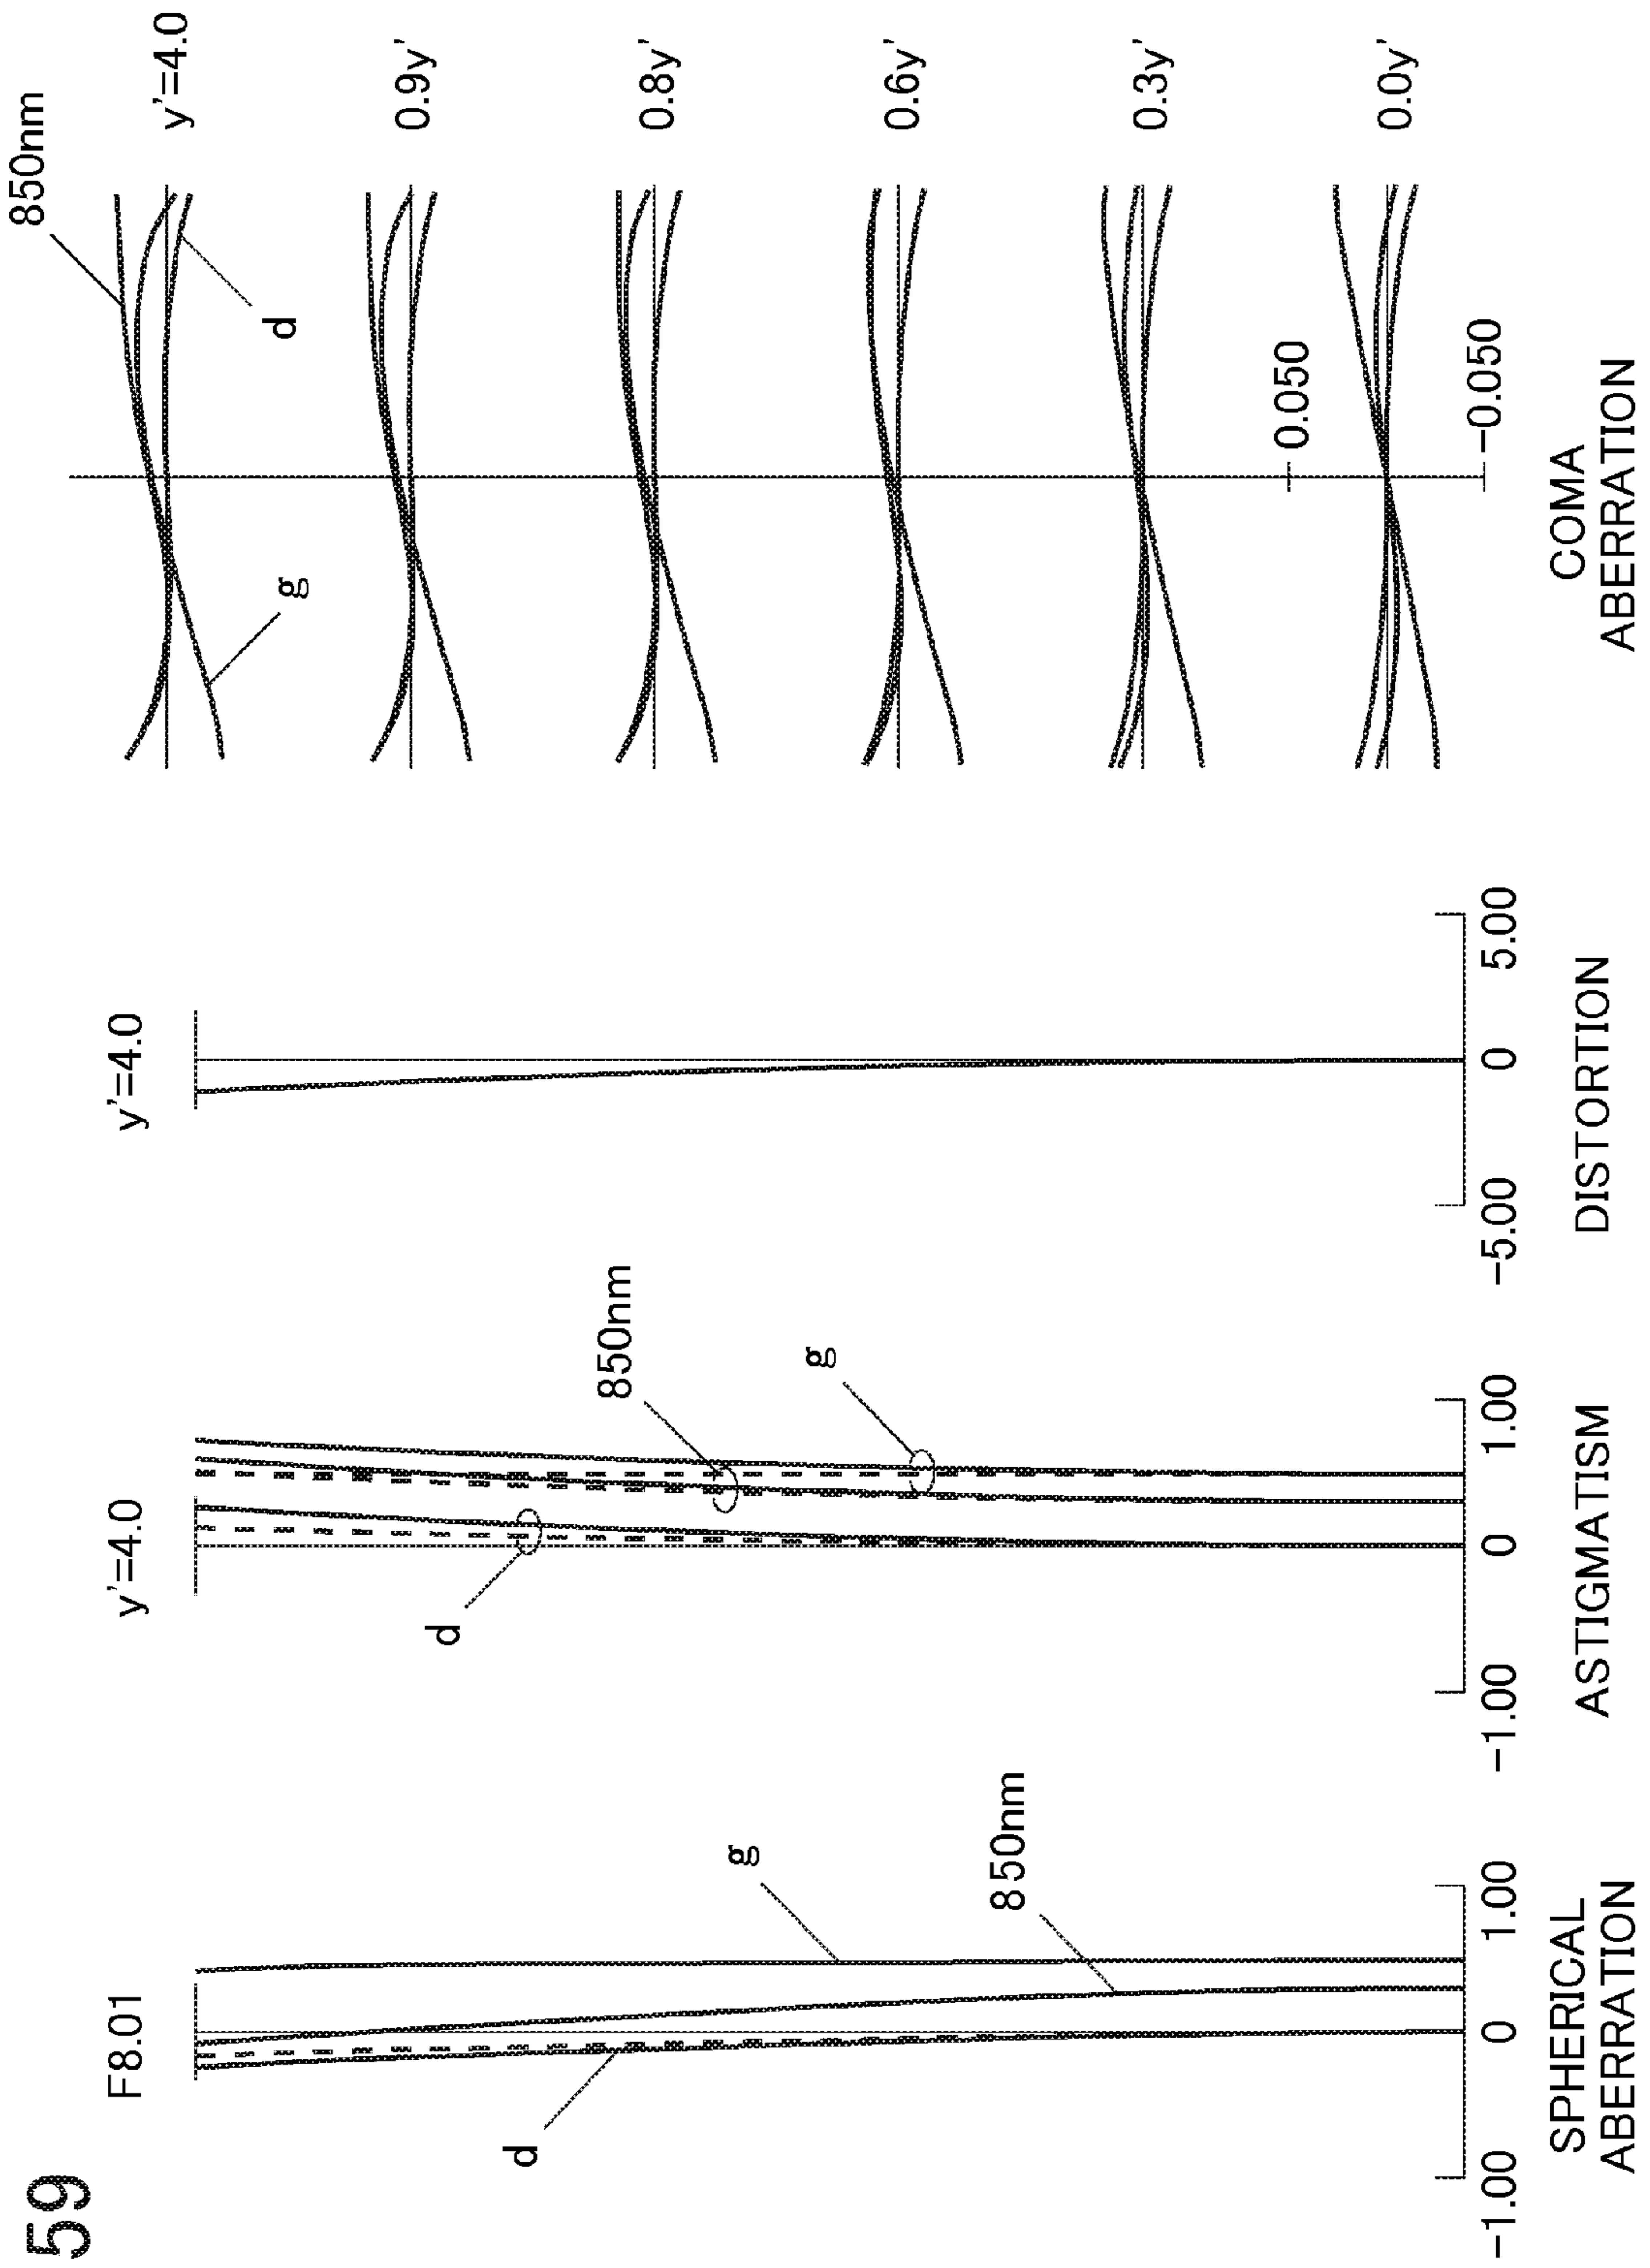 59
F8.01
g
850nm
d
-1.00
0
1.00
SPHERICAL
ABERRATION
y'=4.0
850nm
g
d
-1.00
0
1.00
ASTIGMATISM
y'=4.0
-5.00
0
5.00
DISTORTION
850nm
g
d
y'=4.0
0.9y'
0.8y'
0.6y'
0.3y'
0.0y'
0.050
-0.050
COMA
ABERRATION